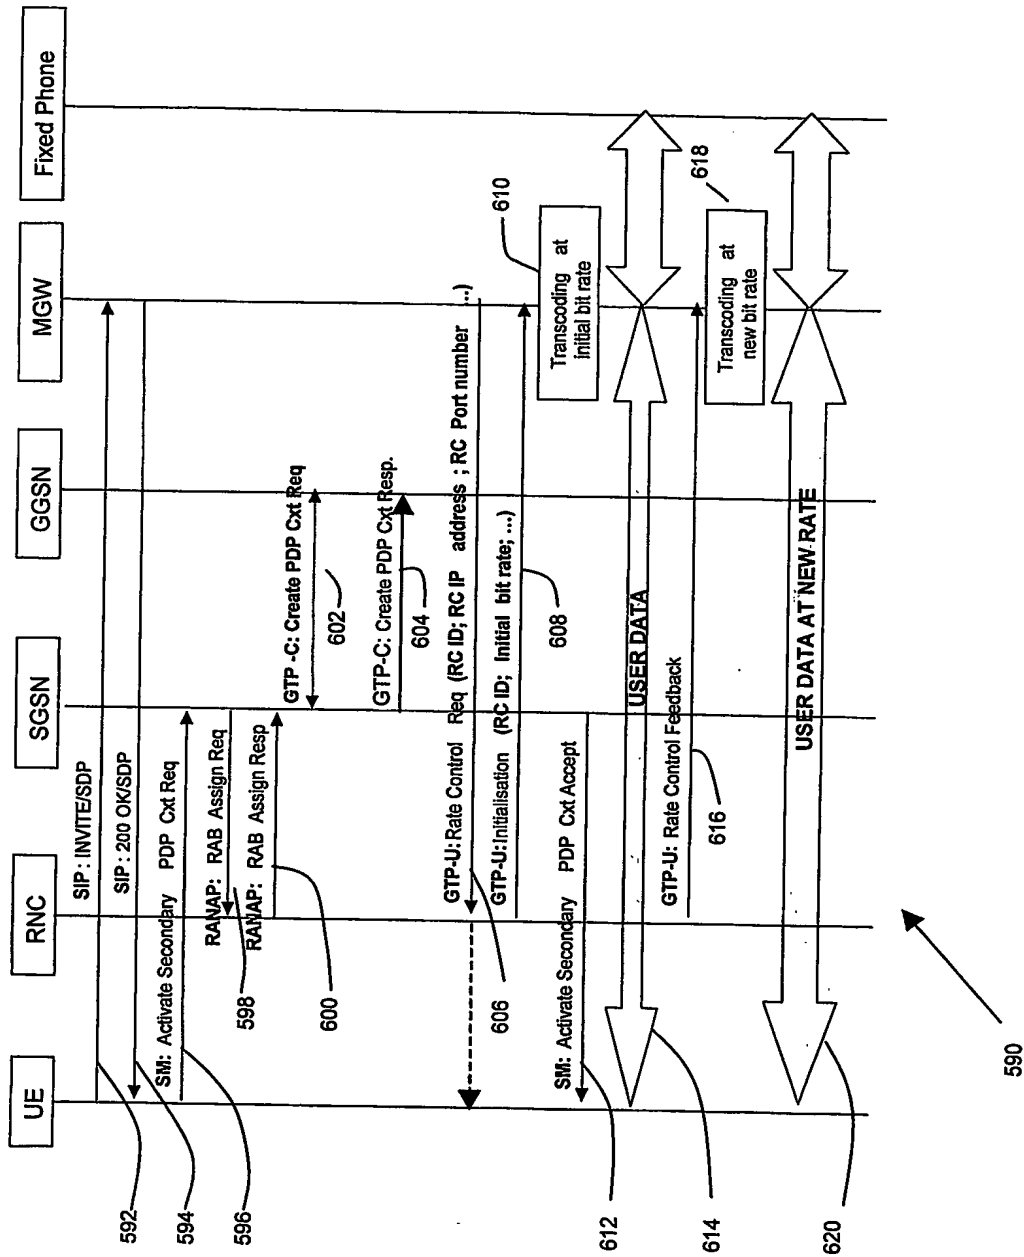 UE
RNC
SGSN
GGSN
MGW
Fixed Phone
SIP: INVITE/SDP
592
SIP: 200 OK/SDP
594
SM: Activate Secondary PDP Cxt Req
596
RANAP: RAB Assign Req
598
RANAP: RAB Assign Resp
600
GTP-C: Create PDP Cxt Req
602
GTP-C: Create PDP Cxt Resp.
604
GTP-U: Rate Control Req (RC ID; RC IP address ; RC Port number ...)
606
GTP-U: Initialisation (RC ID; Initial bit rate; ...)
608
Transcoding at
initial bit rate
610
SM: Activate Secondary PDP Cxt Accept
612
USER DATA
614
GTP-U: Rate Control Feedback
616
Transcoding at
new bit rate
618
USER DATA AT NEW RATE
620
590